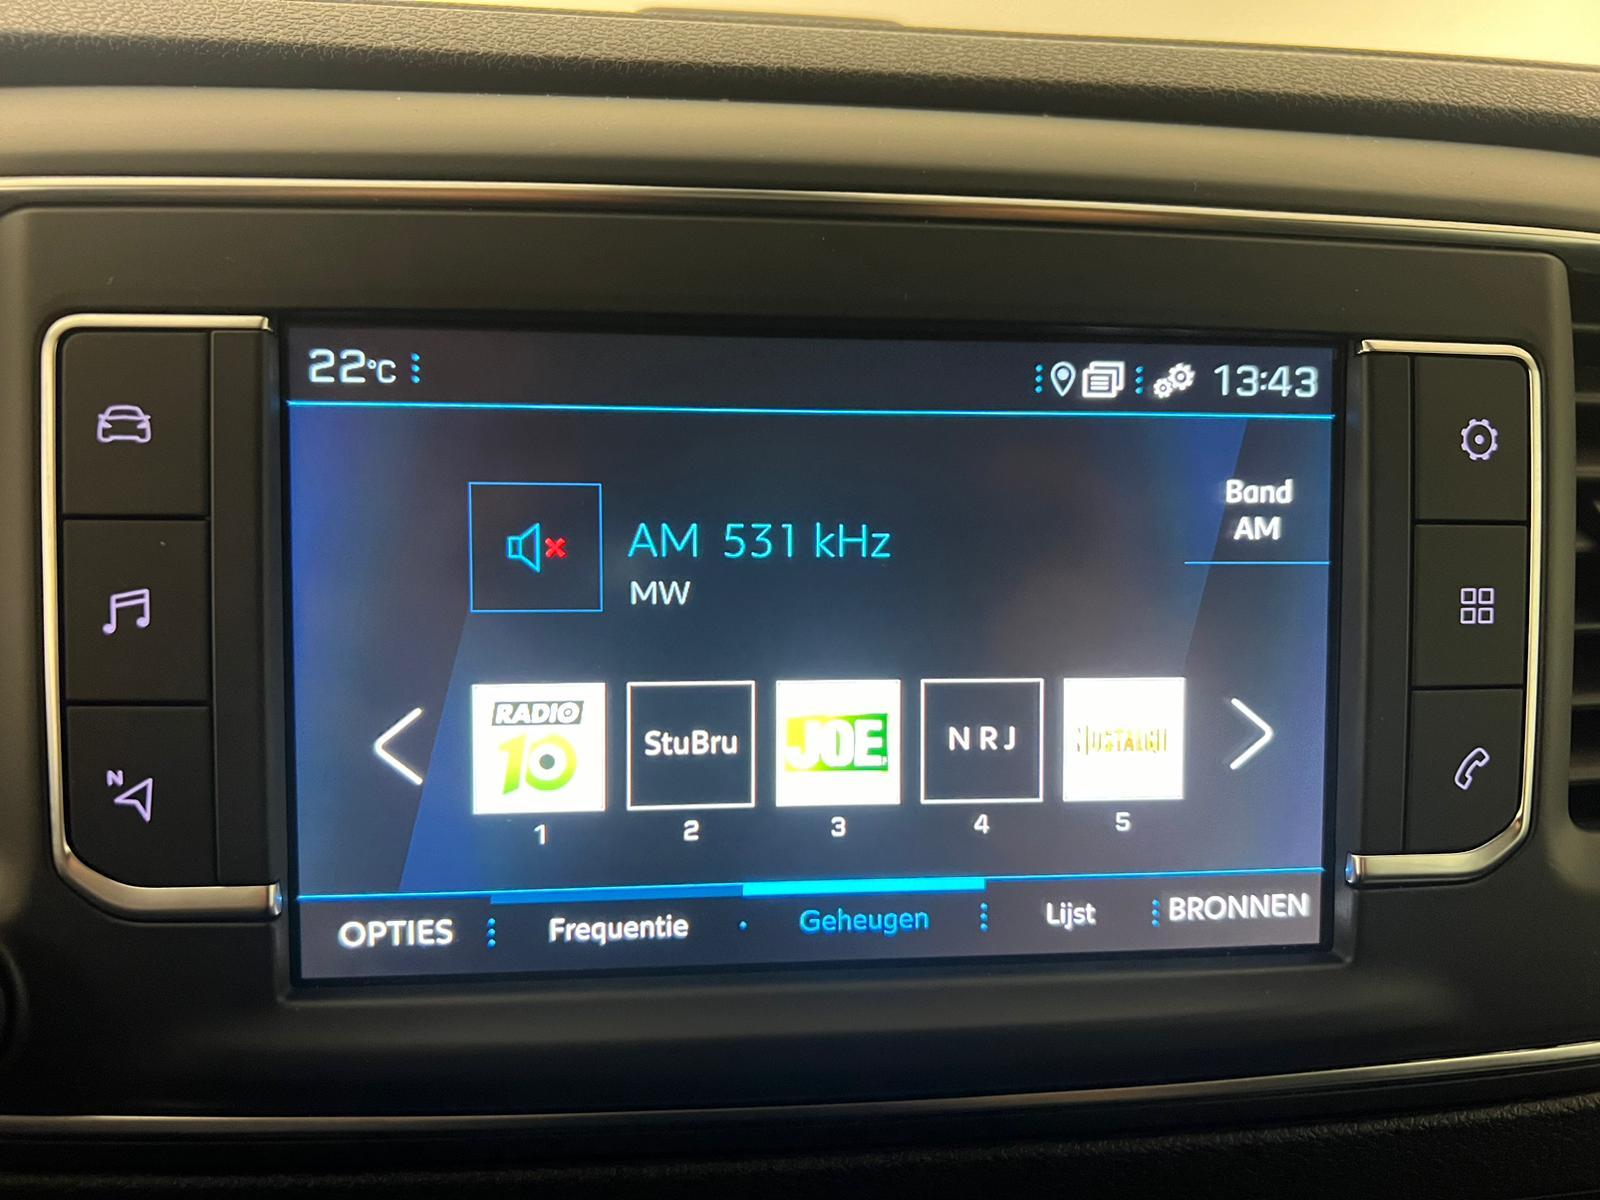 22°C
13:43
Band
AM
AM 531 kHz
MW
RADIO
10
StuBru
JOE
NRJ
NOSTALGIE
1
2
3
4
5
OPTIES
Frequentie
Geheugen
Lijst
BRONNEN
N